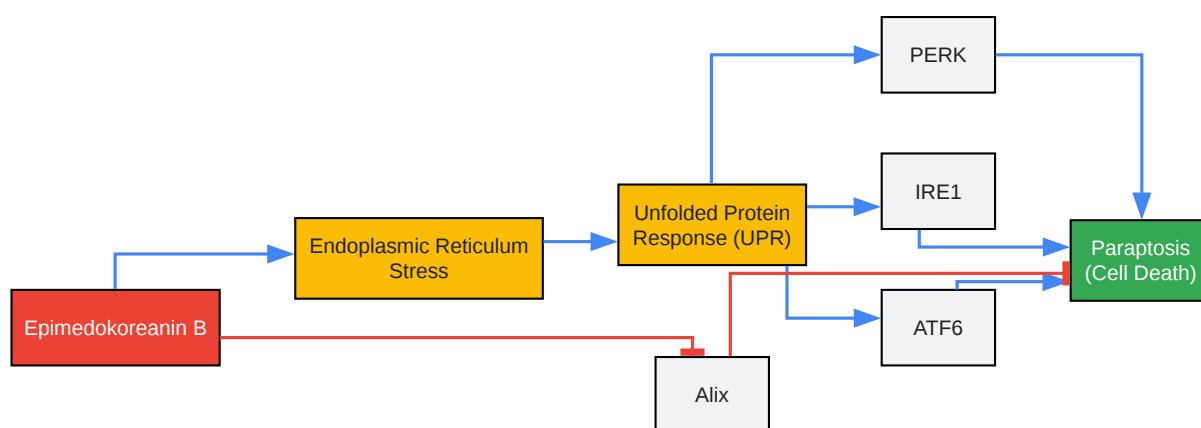 PERK
IRE1
Unfolded Protein
Response (UPR)
Endoplasmic Reticulum
Stress
Paraptosis
(Cell Death)
Epimedokoreanin B
ATF6
Alix